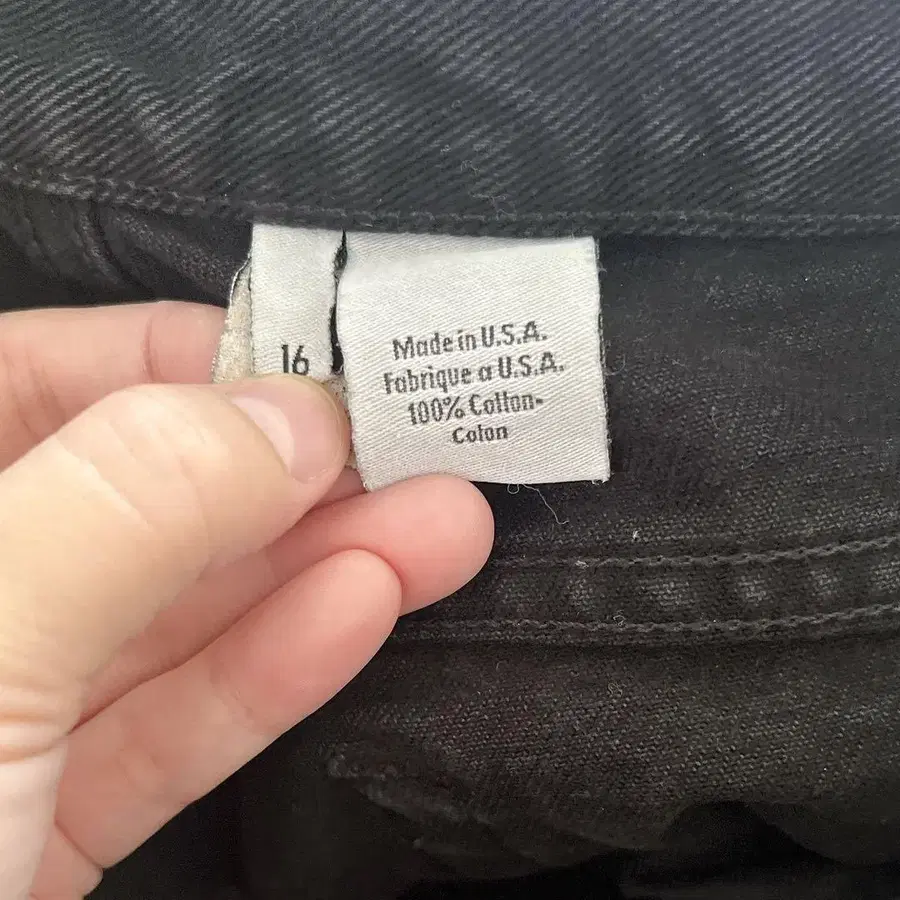 16
Made in U.S.A.
Fabrique a U.S.A.
100% Cotton-
Coton